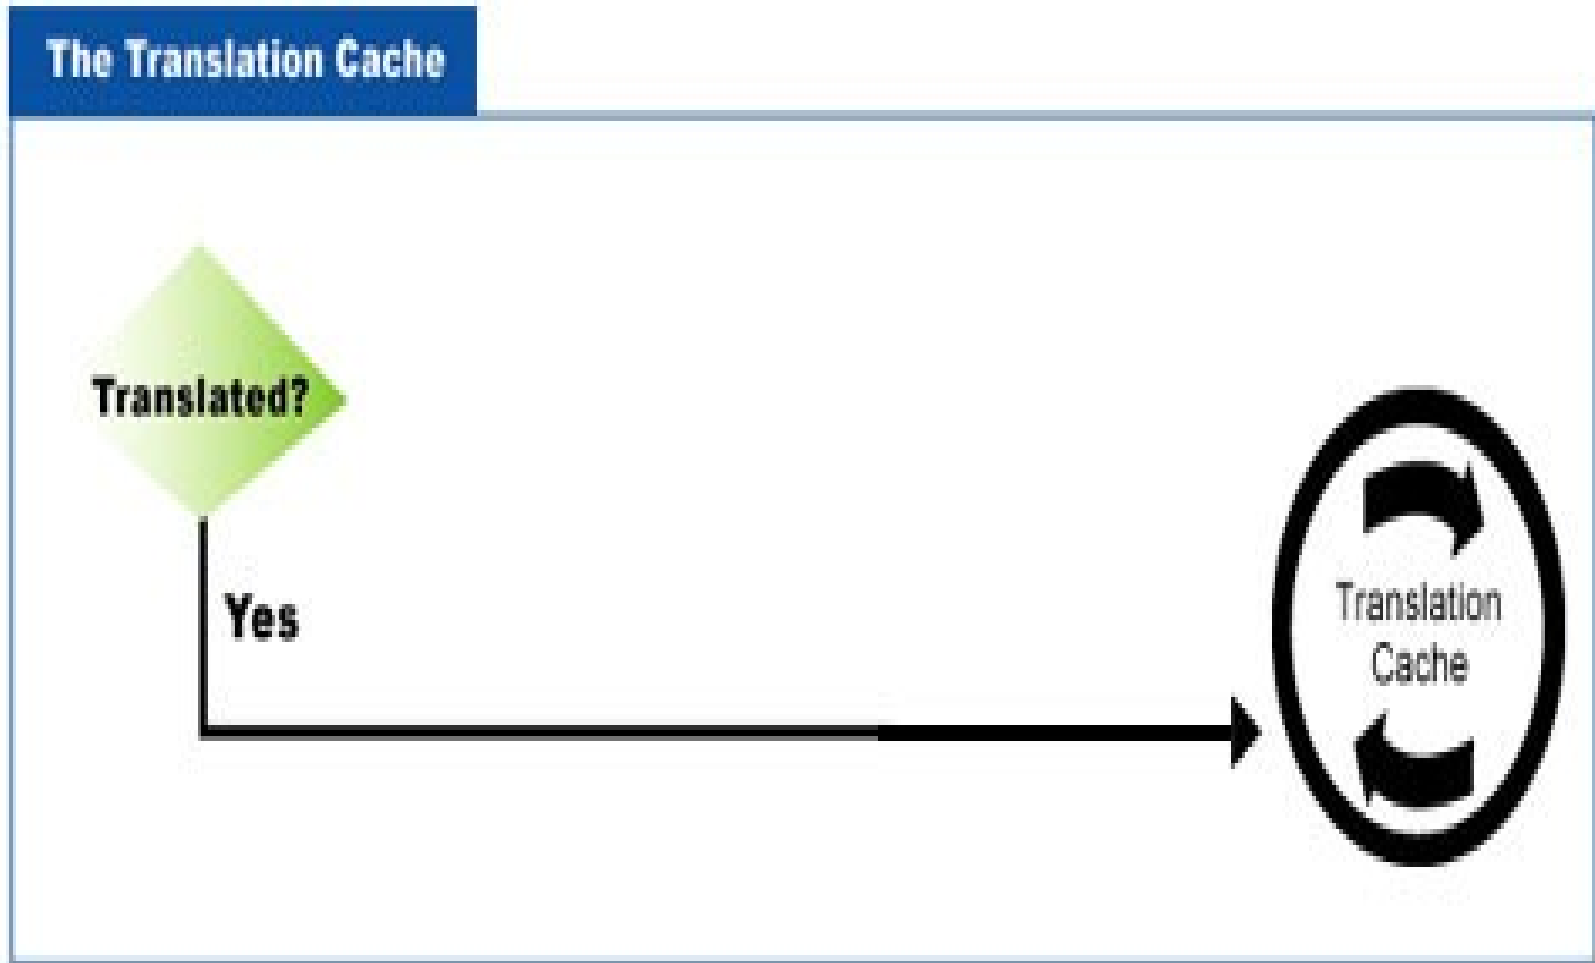 The Translation Cache
Translated?
Yes
Translation
Cache